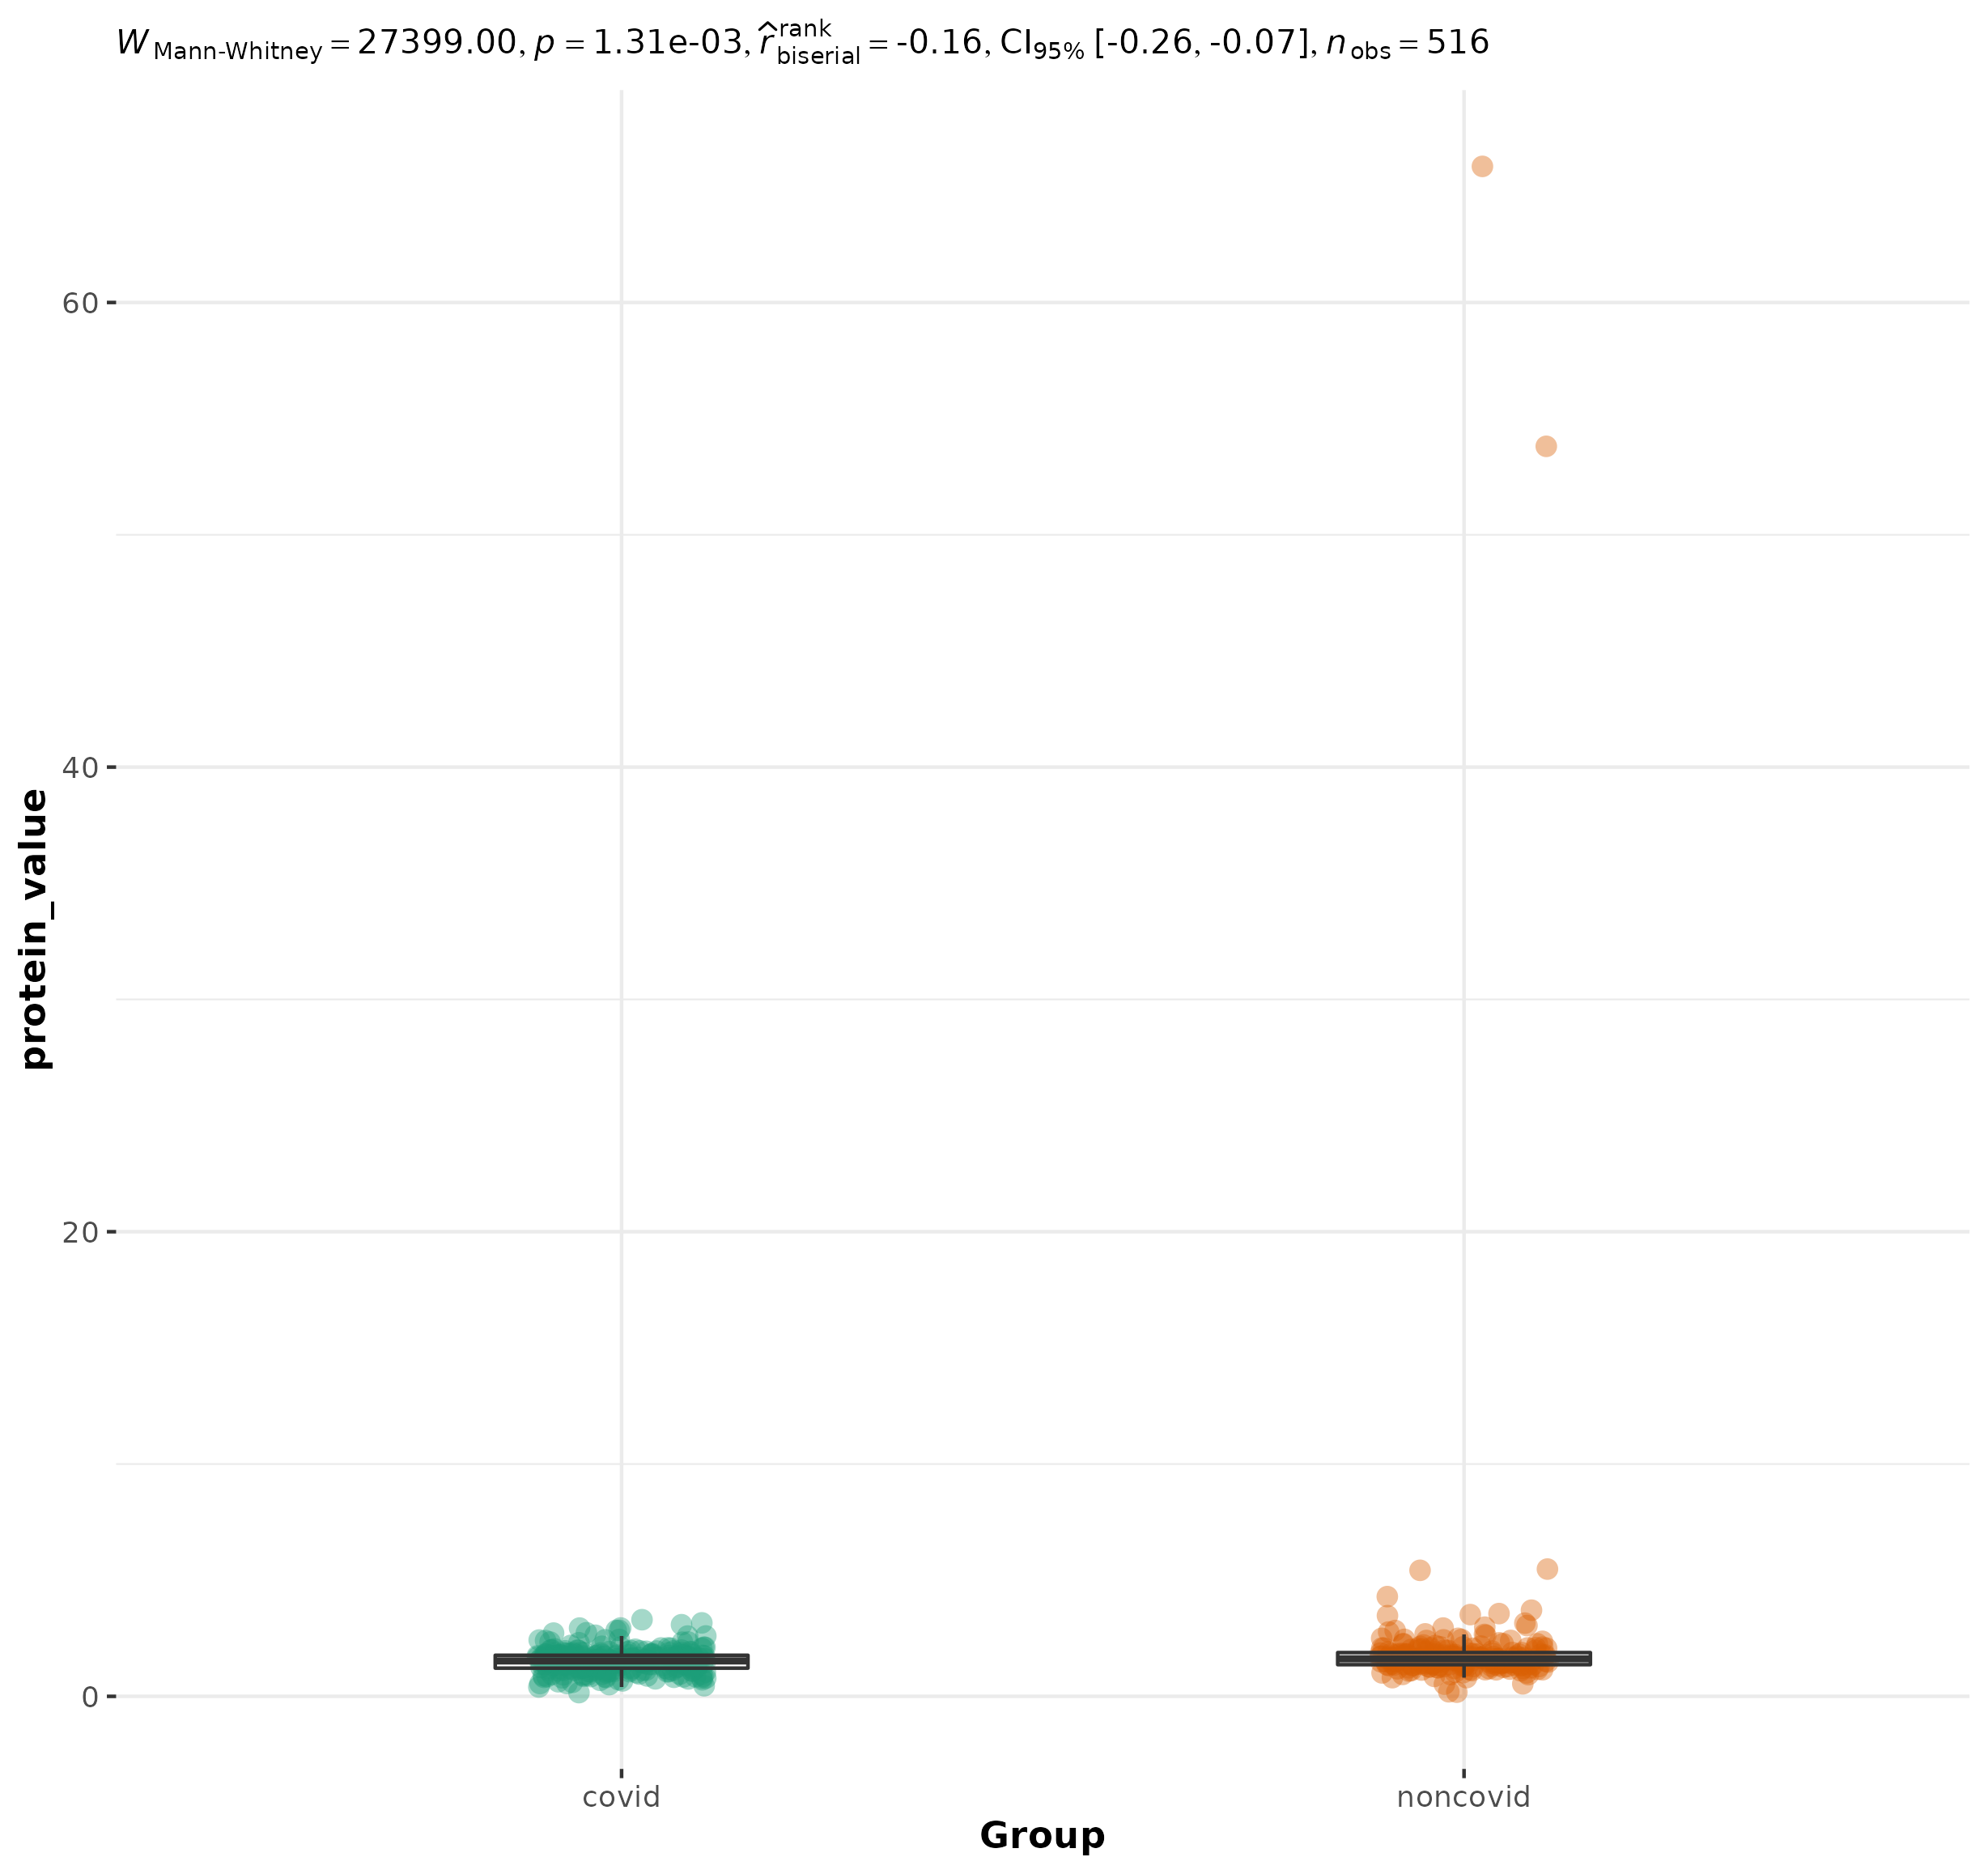 W Mann-Whitney = 27399.00, p = 1.31e-03, r̂ rank biserial = -0.16, CI95% [-0.26, -0.07], n obs = 516
60
40
20
0
protein_value
covid noncovid
Group